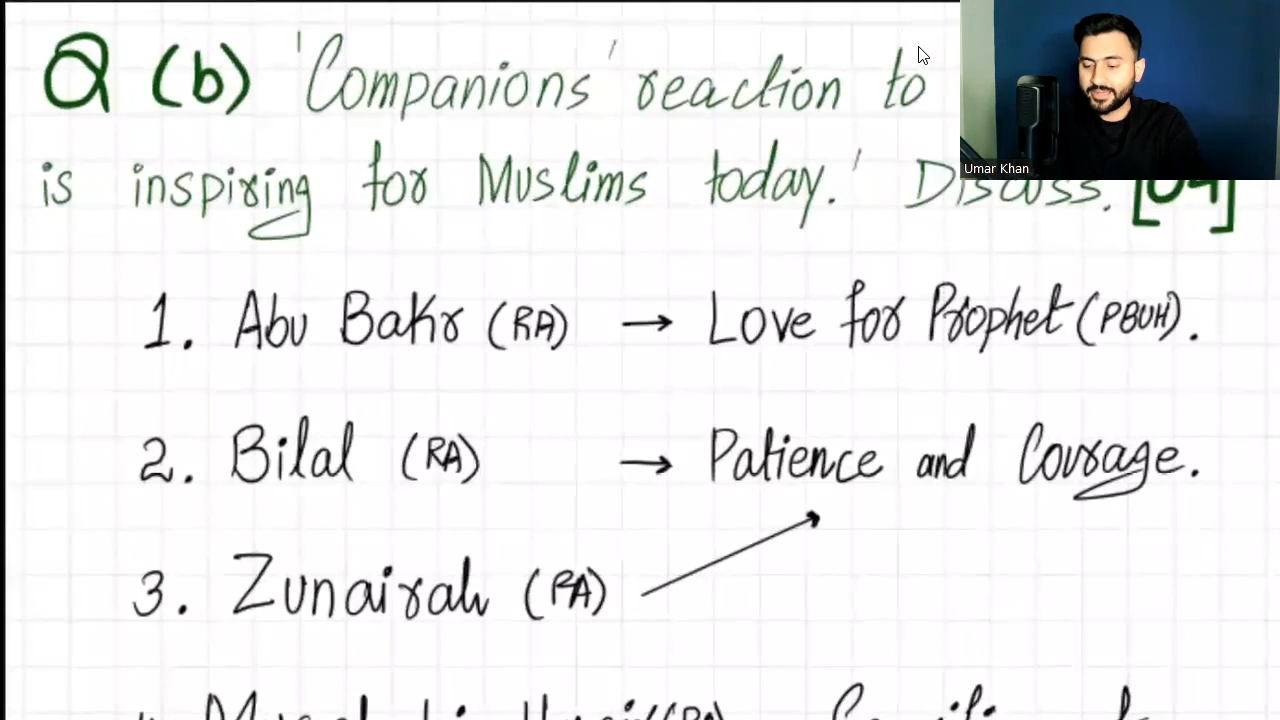 Q (b) 'Companions' reaction to
Umar Khan
is inspiring for Muslims today.' Discuss. [04]
1. Abu Bakr (RA) → Love for Prophet (PBUH).
2. Bilal (RA) → Patience and Courage.
3. Zunairah (RA)